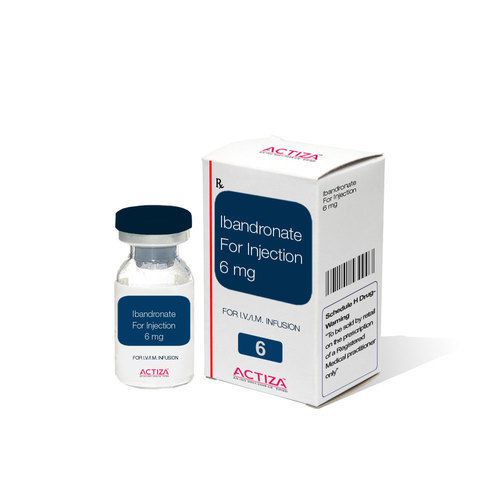 ACTIZA
Rx
Ibandronate
For Injection
6 mg
FOR I.V./I.M. INFUSION
6
ACTIZA
Ibandronate
For Injection
6 mg
Schedule H Drug-
Warning
"To be sold by retail
on the prescription
of a Registered
Medical practitioner
only"
Ibandronate
For Injection
6 mg
FOR I.V./I.M. INFUSION
ACTIZA